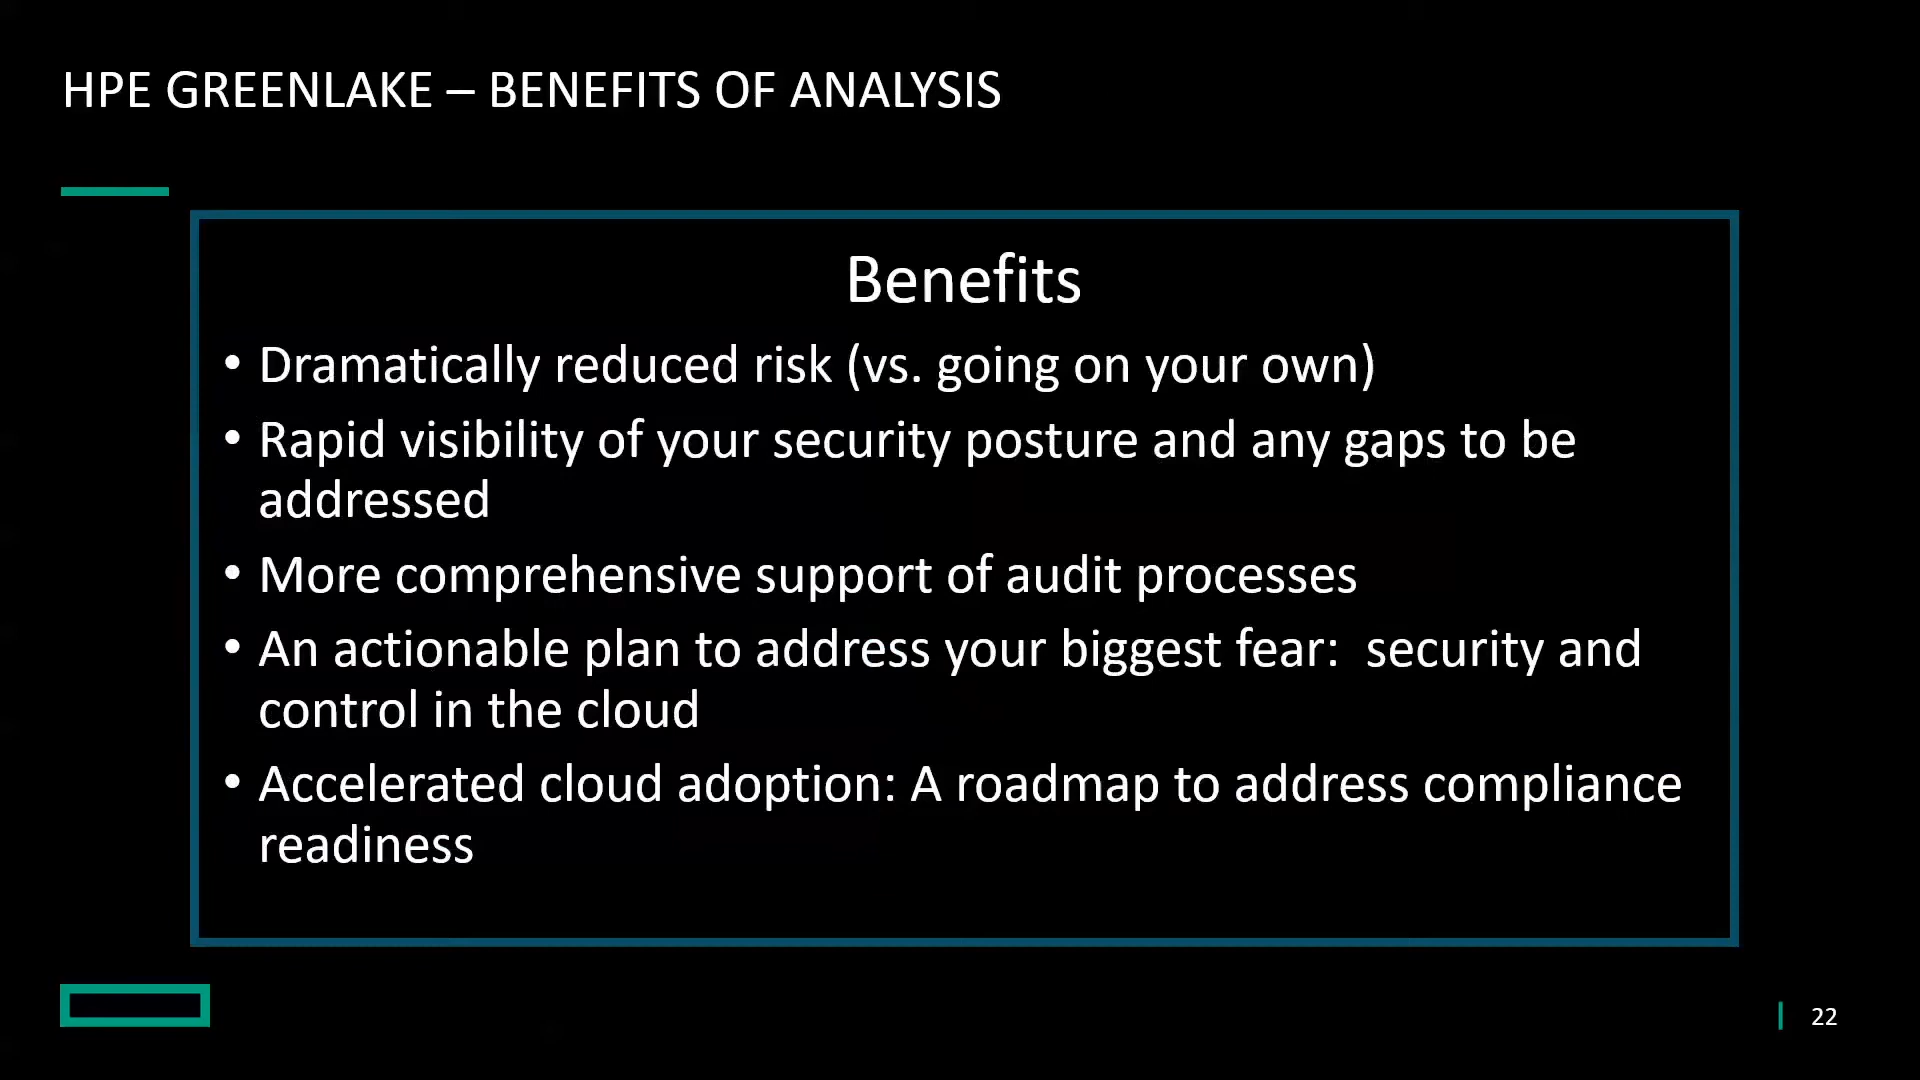 HPE GREENLAKE – BENEFITS OF ANALYSIS
Benefits
• Dramatically reduced risk (vs. going on your own)
• Rapid visibility of your security posture and any gaps to be
addressed
• More comprehensive support of audit processes
• An actionable plan to address your biggest fear:  security and
control in the cloud
• Accelerated cloud adoption: A roadmap to address compliance
readiness
22